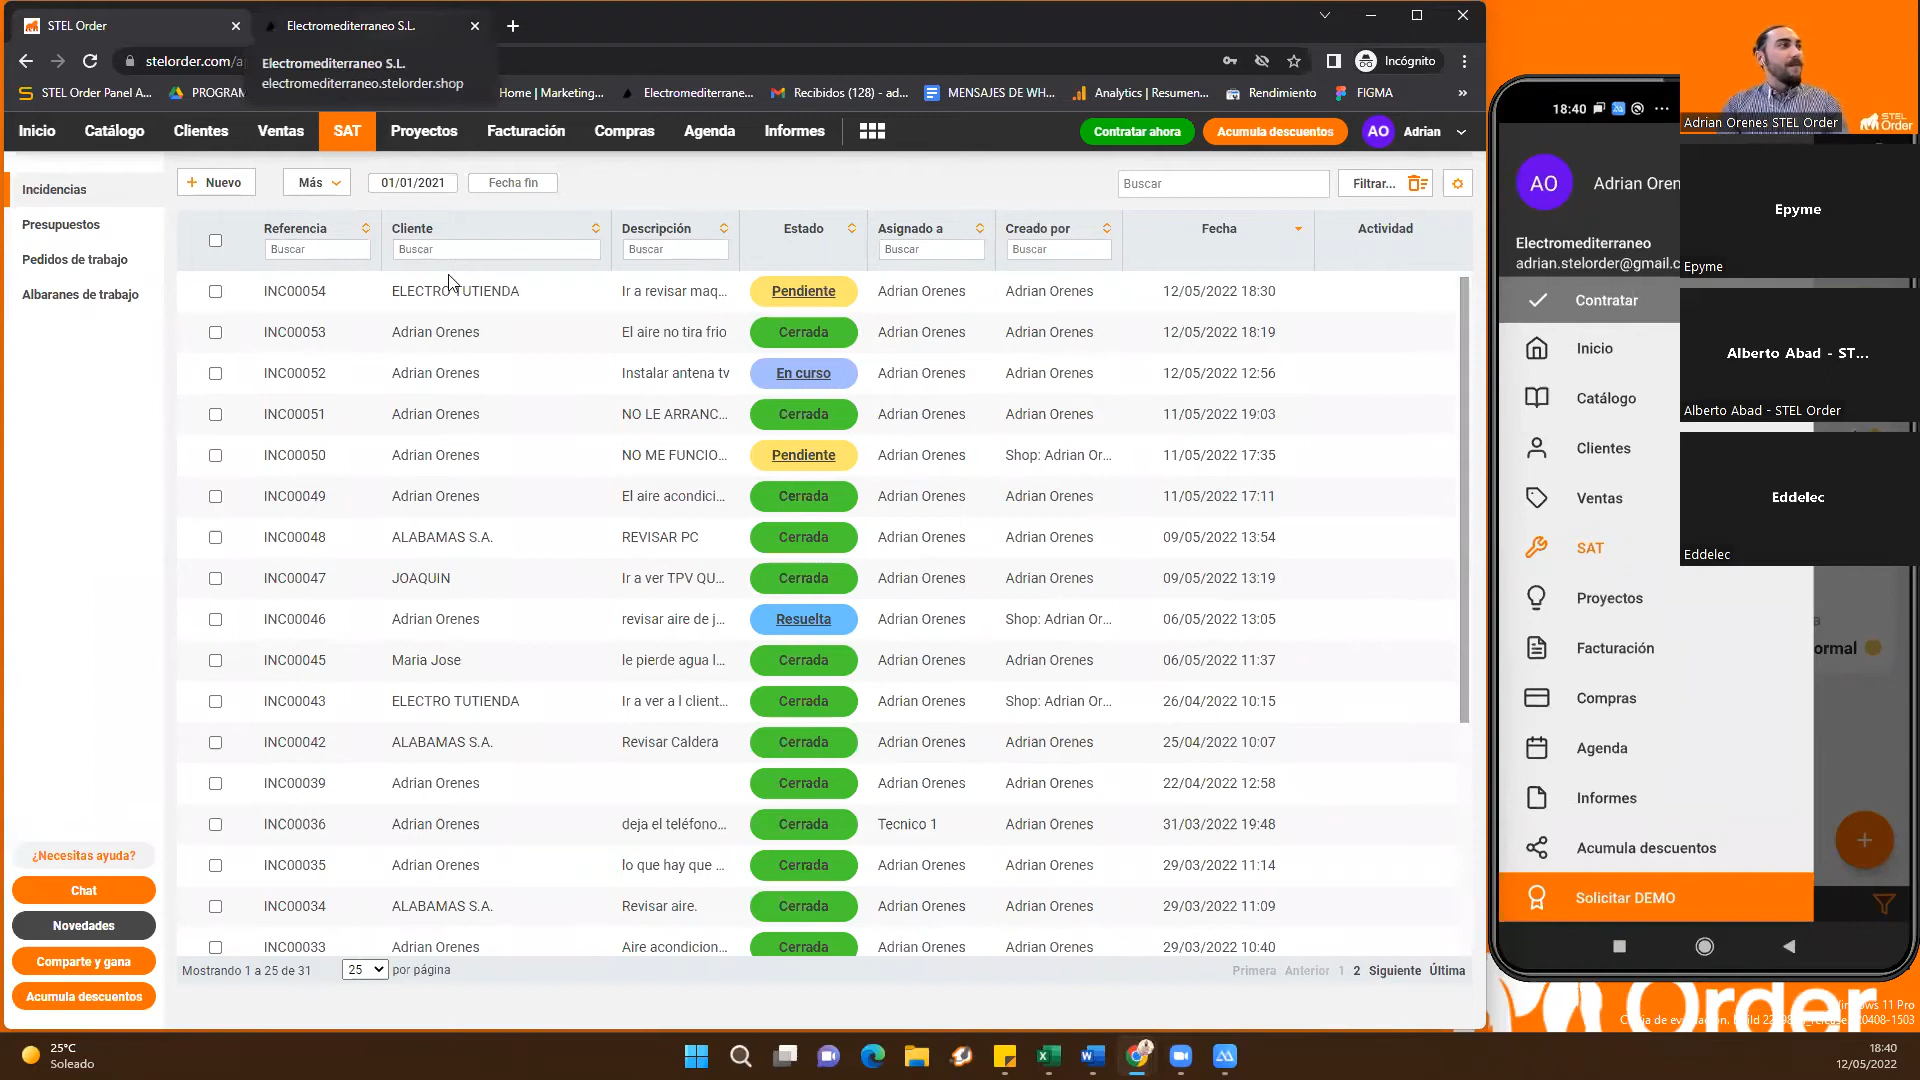 STEL Order
Electromediterraneo S.L.
stelorder.com/a
Electromediterraneo S.L.
electromediterraneo.stelorder.shop
Incógnito
STEL Order Panel A...
PROGRAM
Home | Marketing...
Electromediterrane...
Recibidos (128) - ad...
MENSAJES DE WH...
Analytics | Resumen...
Rendimiento
FIGMA
»
Inicio
Catálogo
Clientes
Ventas
SAT
Proyectos
Facturación
Compras
Agenda
Informes
Contratar ahora
Acumula descuentos
AO
Adrian
Incidencias
Presupuestos
Pedidos de trabajo
Albaranes de trabajo
+ Nuevo
Más
01/01/2021
Fecha fin
Buscar
Filtrar...
Referencia Cliente Descripción Estado Asignado a Creado por Fecha Actividad
Buscar Buscar Buscar Buscar Buscar
INC00054 ELECTRO TUTIENDA Ir a revisar maq... Pendiente Adrian Orenes Adrian Orenes 12/05/2022 18:30
INC00053 Adrian Orenes El aire no tira frio Cerrada Adrian Orenes Adrian Orenes 12/05/2022 18:19
INC00052 Adrian Orenes Instalar antena tv En curso Adrian Orenes Adrian Orenes 12/05/2022 12:56
INC00051 Adrian Orenes NO LE ARRANC... Cerrada Adrian Orenes Adrian Orenes 11/05/2022 19:03
INC00050 Adrian Orenes NO ME FUNCIO... Pendiente Adrian Orenes Shop: Adrian Or... 11/05/2022 17:35
INC00049 Adrian Orenes El aire acondici... Cerrada Adrian Orenes Adrian Orenes 11/05/2022 17:11
INC00048 ALABAMAS S.A. REVISAR PC Cerrada Adrian Orenes Adrian Orenes 09/05/2022 13:54
INC00047 JOAQUIN Ir a ver TPV QU... Cerrada Adrian Orenes Adrian Orenes 09/05/2022 13:19
INC00046 Adrian Orenes revisar aire de j... Resuelta Adrian Orenes Shop: Adrian Or... 06/05/2022 13:05
INC00045 Maria Jose le pierde agua l... Cerrada Adrian Orenes Adrian Orenes 06/05/2022 11:37
INC00043 ELECTRO TUTIENDA Ir a ver a l client... Cerrada Adrian Orenes Shop: Adrian Or... 26/04/2022 10:15
INC00042 ALABAMAS S.A. Revisar Caldera Cerrada Adrian Orenes Adrian Orenes 25/04/2022 10:07
INC00039 Adrian Orenes Cerrada Adrian Orenes Adrian Orenes 22/04/2022 12:58
INC00036 Adrian Orenes deja el teléfono... Cerrada Tecnico 1 Adrian Orenes 31/03/2022 19:48
INC00035 Adrian Orenes lo que hay que ... Cerrada Adrian Orenes Adrian Orenes 29/03/2022 11:14
INC00034 ALABAMAS S.A. Revisar aire. Cerrada Adrian Orenes Adrian Orenes 29/03/2022 11:09
INC00033 Adrian Orenes Aire acondicion... Cerrada Adrian Orenes Adrian Orenes 29/03/2022 10:40
Mostrando 1 a 25 de 31
25 por página
Primera Anterior 1 2 Siguiente Última
¿Necesitas ayuda?
Chat
Novedades
Comparte y gana
Acumula descuentos
18:40
AO
Adrian Oren
Electromediterraneo
adrian.stelorder@gmail.c
Contratar
Inicio
Catálogo
Clientes
Ventas
SAT
Proyectos
Facturación
Compras
Agenda
Informes
Acumula descuentos
Solicitar DEMO
a
ormal
+
Adrian Orenes STEL Order
STEL
Order
Epyme
Epyme
Alberto Abad - ST...
Alberto Abad - STEL Order
Eddelec
Eddelec
Order
11 Pro
25°C
Soleado
18:40
12/05/2022